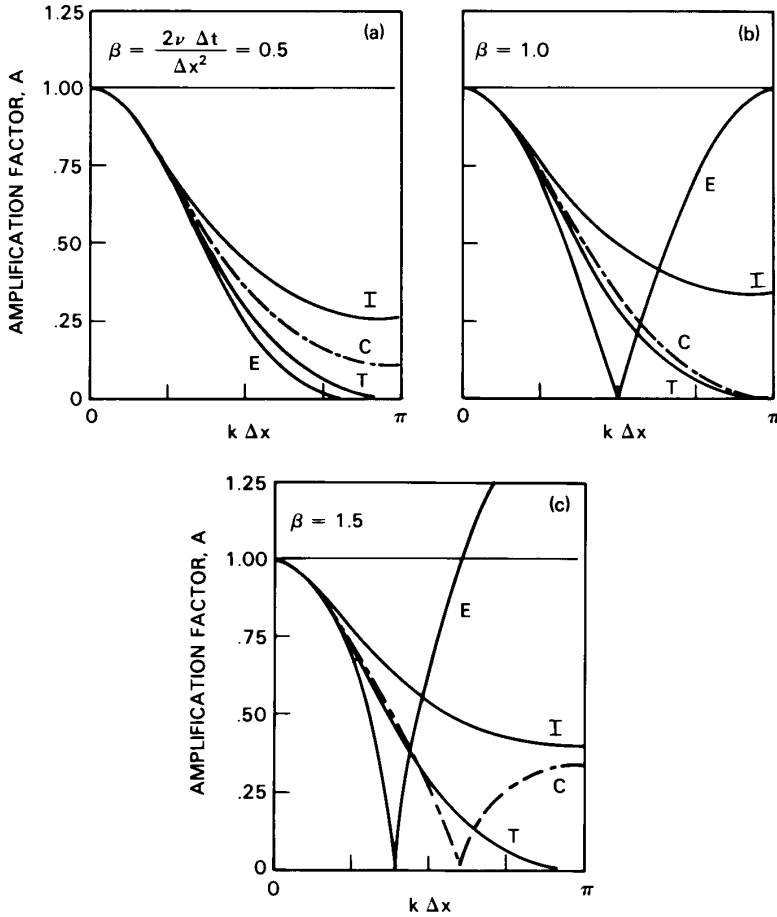 1.25
(a)
β = 2ν Δt / Δx² = 0.5
1.00
.75
.50
.25
0
AMPLIFICATION FACTOR, A
I
C
E
T
0
k Δx
π
(b)
β = 1.0
E
I
C
T
0
k Δx
π
1.25
(c)
β = 1.5
1.00
.75
.50
.25
0
AMPLIFICATION FACTOR, A
E
I
C
T
0
k Δx
π